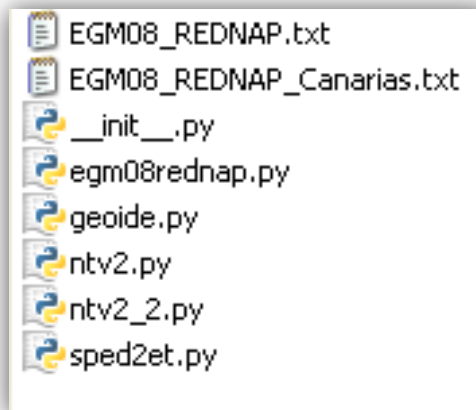 EGM08_REDNAP.txt
EGM08_REDNAP_Canarias.txt
__init__.py
egm08rednap.py
geoide.py
ntv2.py
ntv2_2.py
sped2et.py